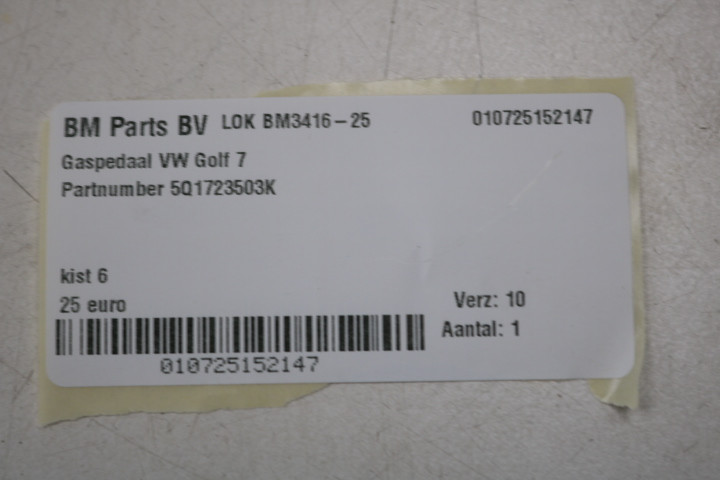 BM Parts BV LOK BM3416-25 010725152147
Gaspedaal VW Golf 7
Partnumber 5Q1723503K
kist 6
25 euro Verz: 10
Aantal: 1
010725152147